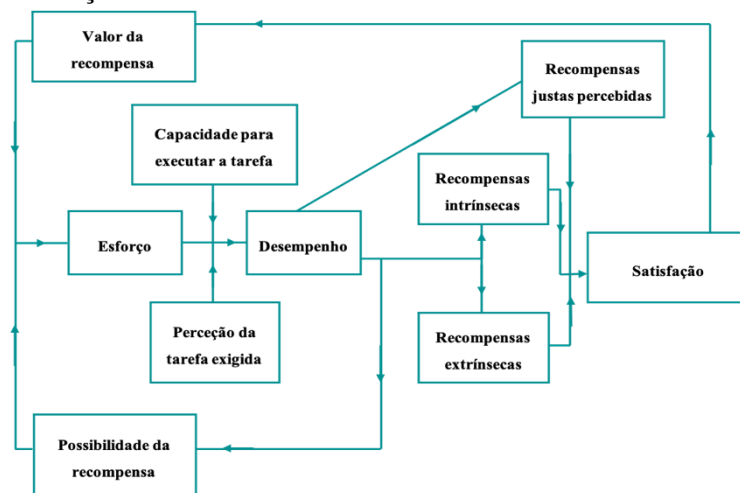 Valor da
recompensa
Recompensas
justas percebidas
Capacidade para
executar a tarefa
Recompensas
intrínsecas
Esforço
Desempenho
Satisfação
Perceção da
tarefa exigida
Recompensas
extrínsecas
Possibilidade da
recompensa